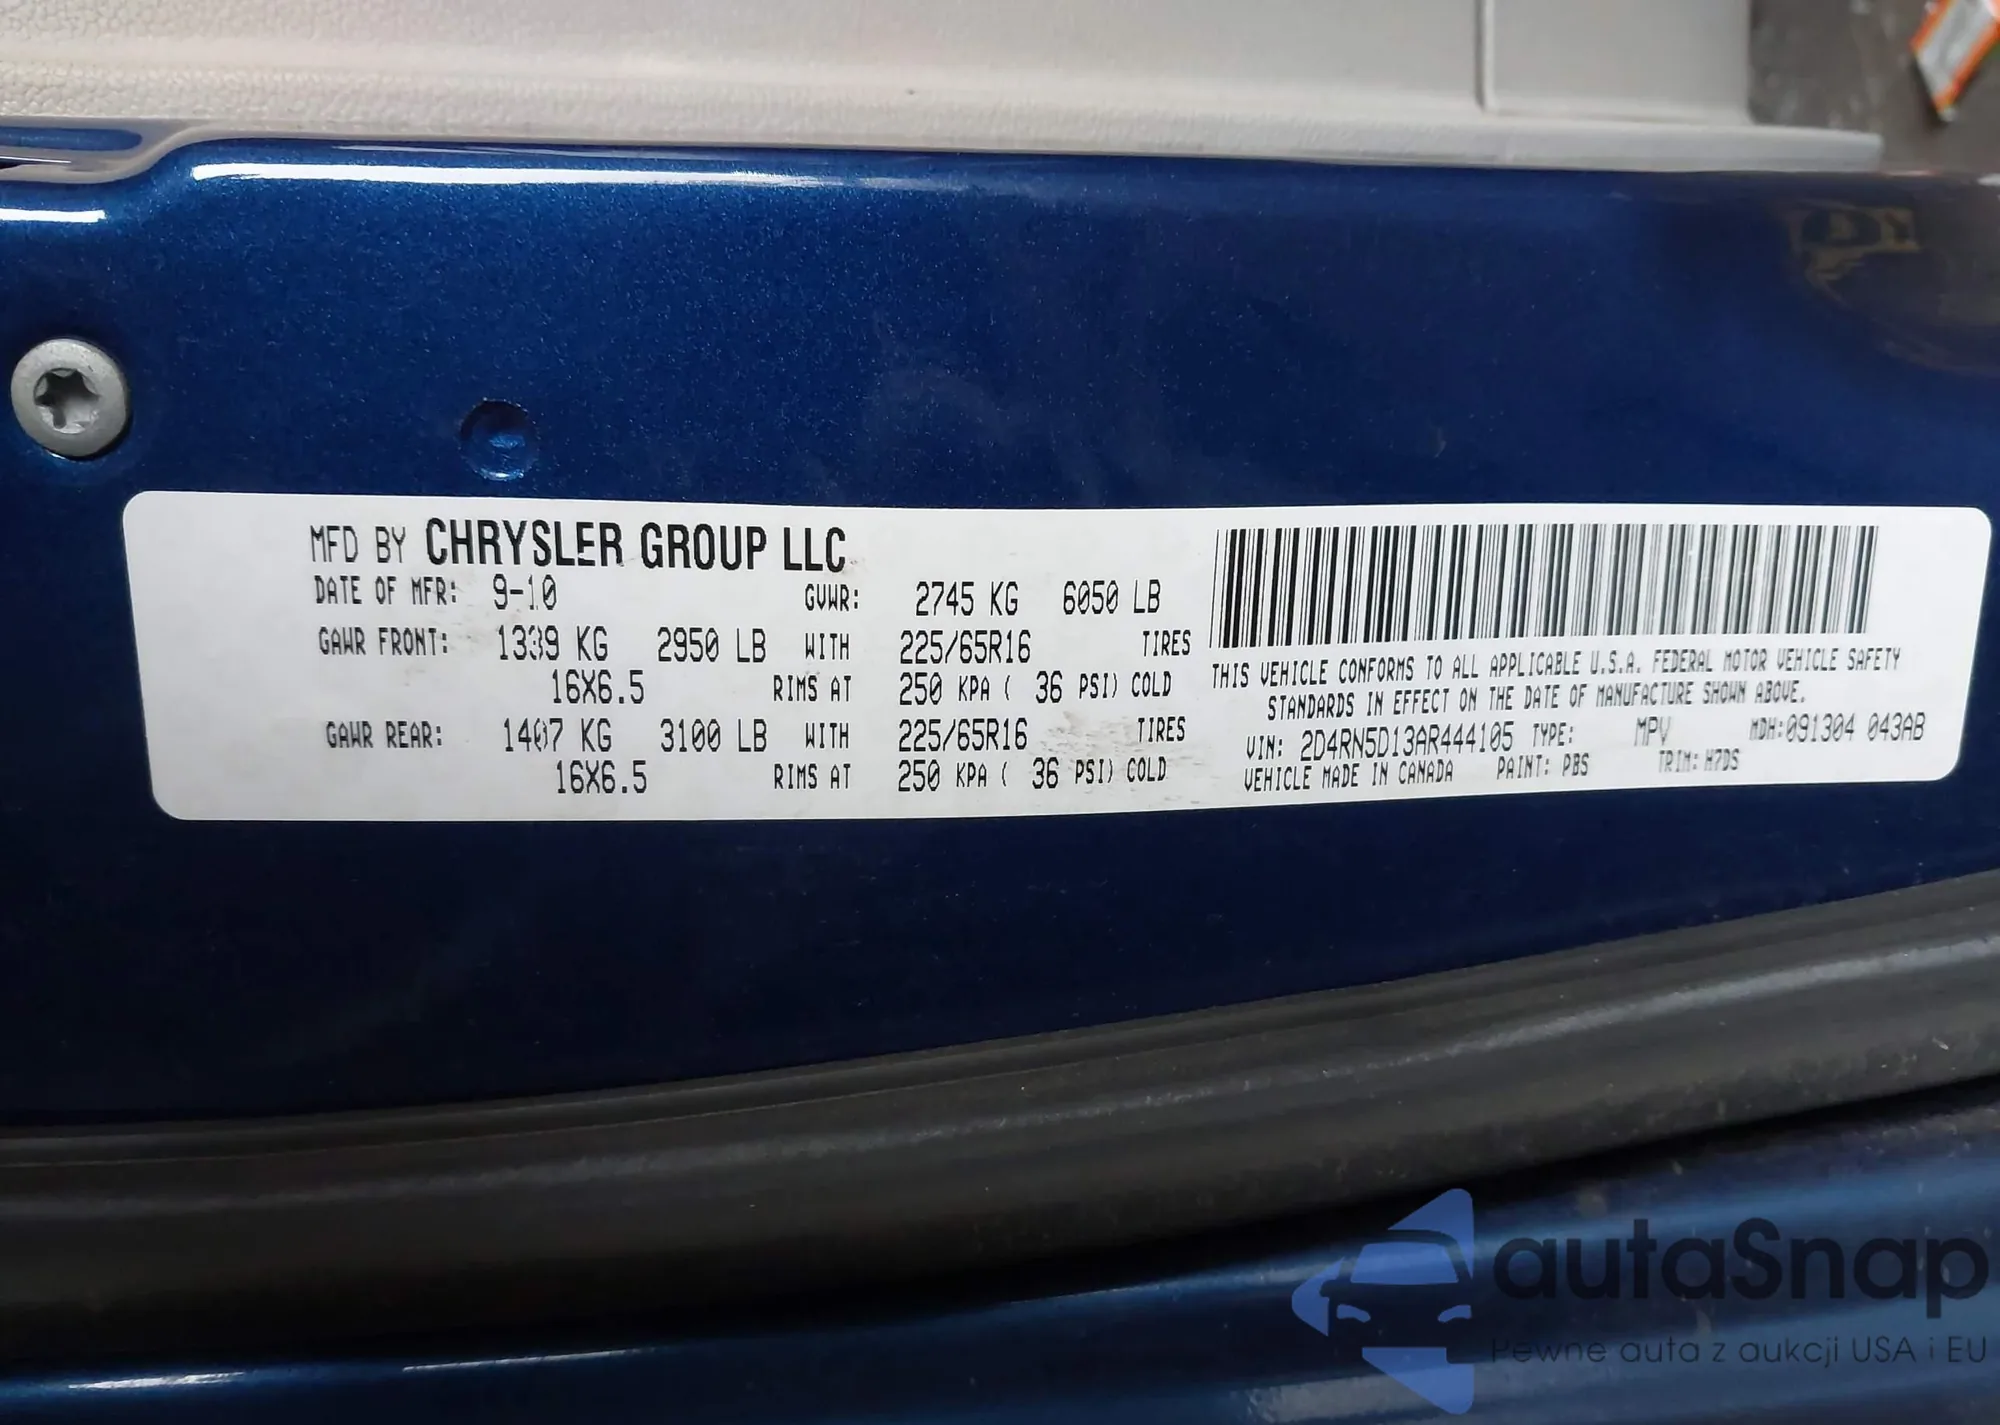 MFD BY CHRYSLER GROUP LLC
DATE OF MFR: 9-10 GVWR: 2745 KG 6050 LB
GAWR FRONT: 1339 KG 2950 LB WITH 225/65R16 TIRES
16X6.5 RIMS AT 250 KPA ( 36 PSI) COLD
GAWR REAR: 1407 KG 3100 LB WITH 225/65R16 TIRES
16X6.5 RIMS AT 250 KPA ( 36 PSI) COLD
THIS VEHICLE CONFORMS TO ALL APPLICABLE U.S.A. FEDERAL MOTOR VEHICLE SAFETY
STANDARDS IN EFFECT ON THE DATE OF MANUFACTURE SHOWN ABOVE.
VIN: 2D4RN5D13AR444105 TYPE: MPV MDH:091304 043AB
VEHICLE MADE IN CANADA PAINT: PBS TRIM: H7DS
autaSnap
Pewne auta z aukcji USA i EU